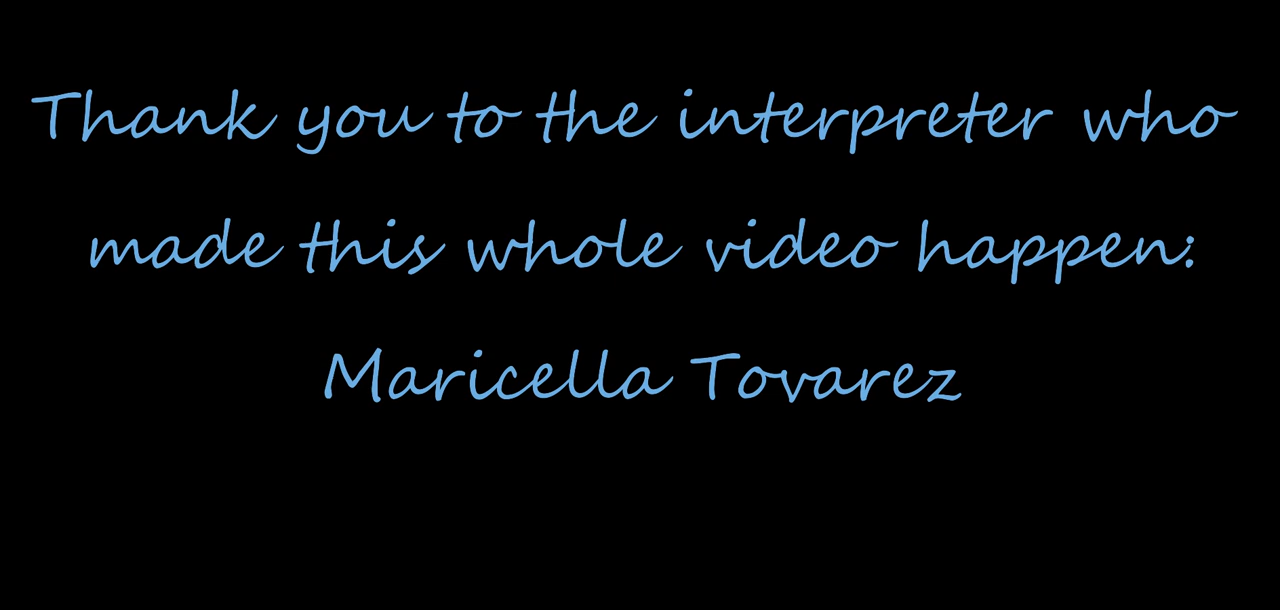 Thank you to the interpreter who
made this whole video happen:
Maricella Tovarez